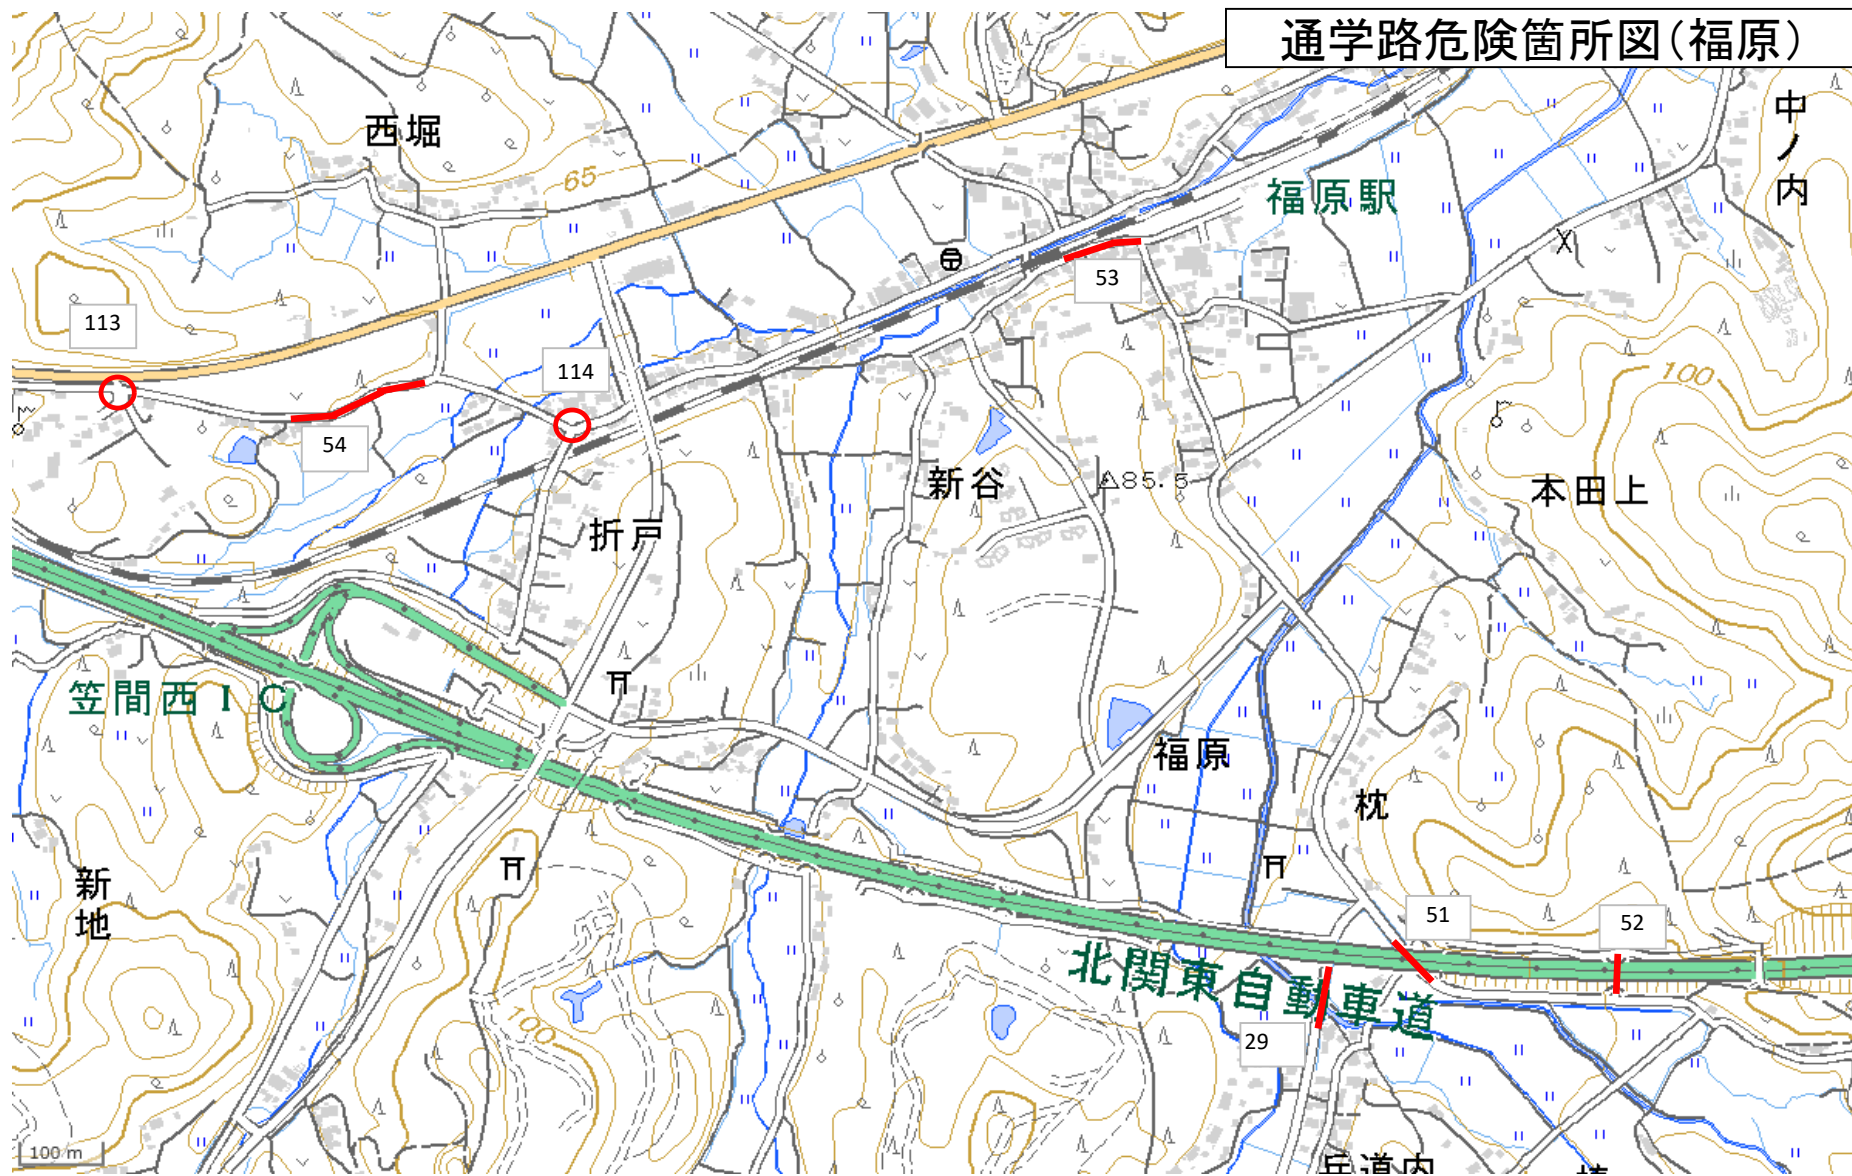 通学路危険箇所図(福原)
中ノ内
西堀
65
福原駅
53
113
114
54
100
新谷
85.5
本田上
折戸
笠間西IC
福原
枕
新地
51
52
北関東自動車道
29
100
100 m